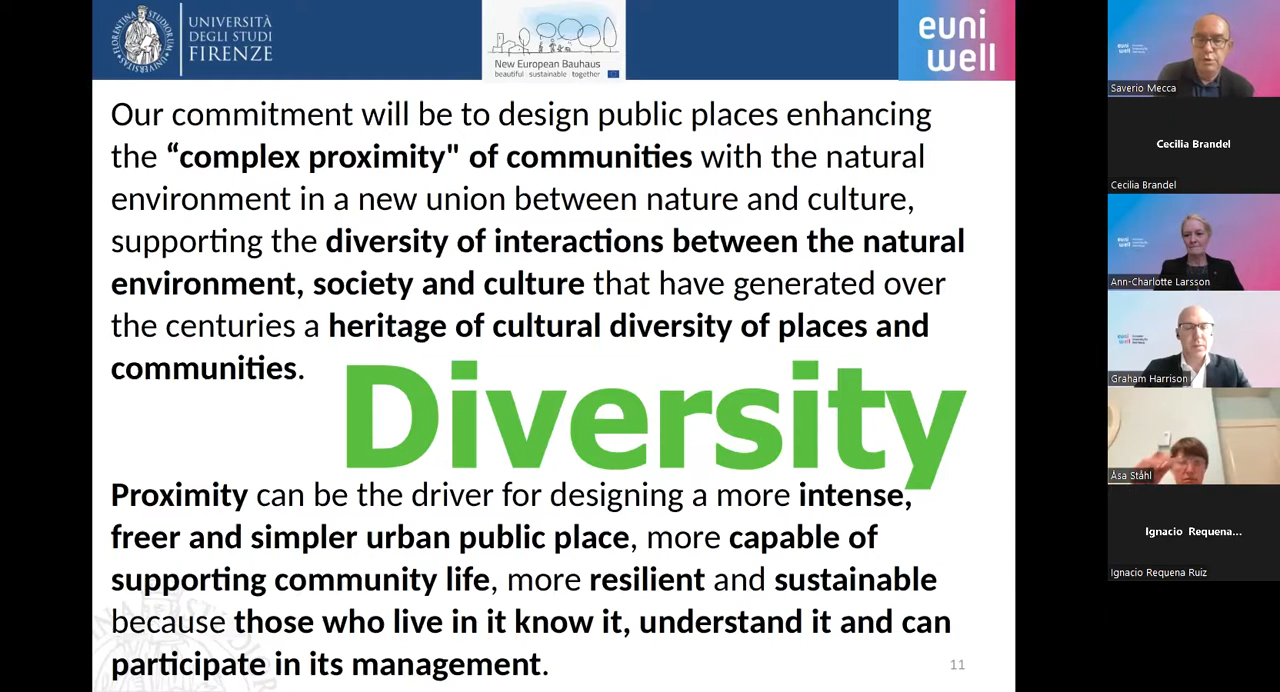 UNIVERSITÀ
DEGLI STUDI
FIRENZE
New European Bauhaus
beautiful · sustainable · together
euni
well
Our commitment will be to design public places enhancing
the “complex proximity" of communities with the natural
environment in a new union between nature and culture,
supporting the diversity of interactions between the natural
environment, society and culture that have generated over
the centuries a heritage of cultural diversity of places and
communities.
Diversity
Proximity can be the driver for designing a more intense,
freer and simpler urban public place, more capable of
supporting community life, more resilient and sustainable
because those who live in it know it, understand it and can
participate in its management.
11
euni
well
Saverio Mecca
Cecilia Brandel
Cecilia Brandel
euni
well
Ann-Charlotte Larsson
euni
well
Graham Harrison
Åsa Ståhl
Ignacio Requena...
Ignacio Requena Ruiz